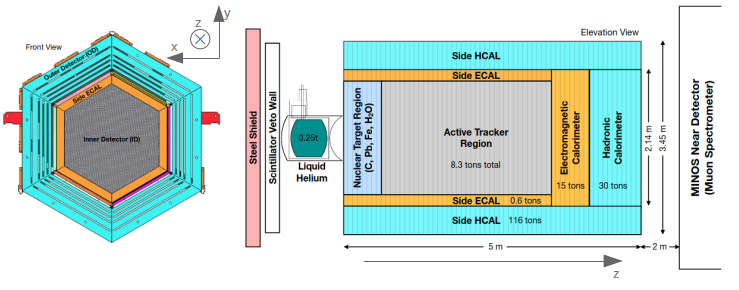 Front View
Z
y
x
Outer Detector (OD)
Side ECAL
Inner Detector (ID)
Steel Shield
Scintillator Veto Wall
0.25t
Liquid
Helium
Elevation View
Side HCAL
Side ECAL
Nuclear Target Region
(C, Pb, Fe, H₂O)
Active Tracker
Region
8.3 tons total
Electromagnetic
Calorimeter
15 tons
Hadronic
Calorimeter
30 tons
Side ECAL 0.6 tons
Side HCAL 116 tons
2.14 m
3.45 m
5 m
2 m
z
MINOS Near Detector
(Muon Spectrometer)